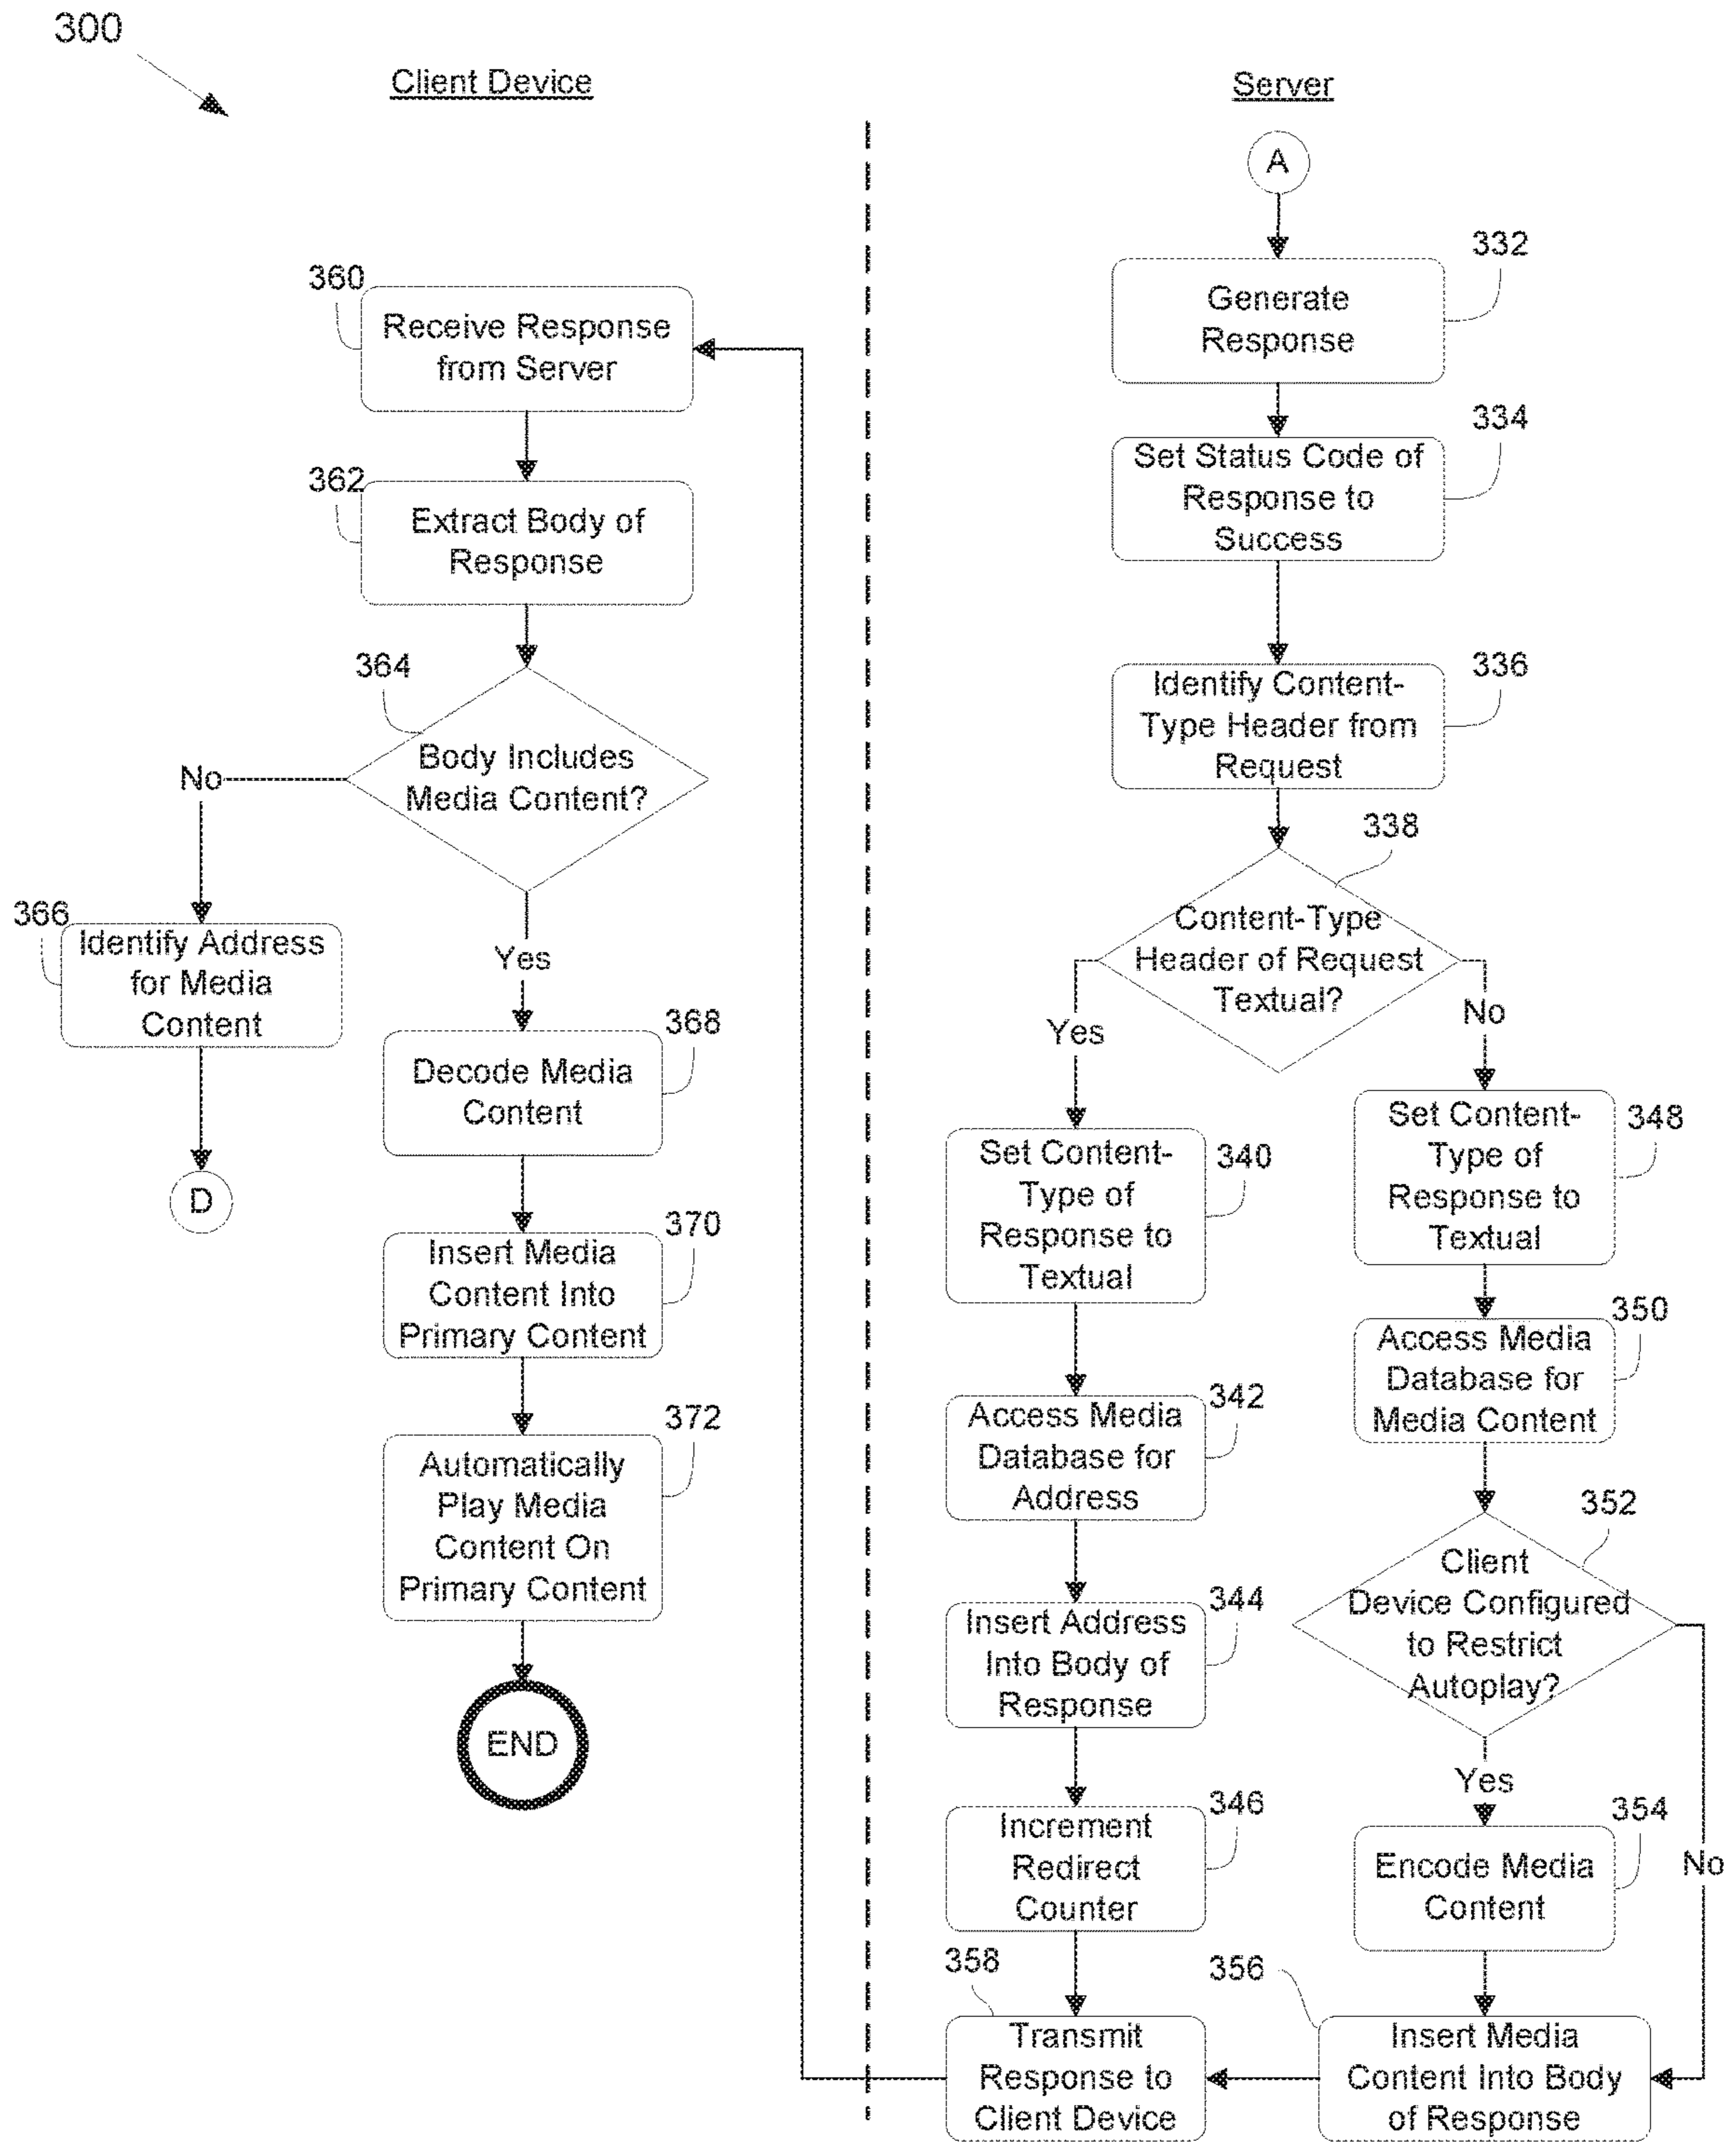 300
Client Device
Server
A
332
Generate
Response
334
Set Status Code of
Response to
Success
336
Identify Content-
Type Header from
Request
338
Content-Type
Header of Request
Textual?
Yes
No
340
Set Content-
Type of
Response to
Textual
342
Access Media
Database for
Address
344
Insert Address
Into Body of
Response
346
Increment
Redirect
Counter
348
Set Content-
Type of
Response to
Textual
350
Access Media
Database for
Media Content
352
Client
Device Configured
to Restrict
Autoplay?
Yes
No
354
Encode Media
Content
356
Insert Media
Content Into Body
of Response
358
Transmit
Response to
Client Device
360
Receive Response
from Server
362
Extract Body of
Response
364
Body Includes
Media Content?
No
Yes
366
Identify Address
for Media
Content
D
368
Decode Media
Content
370
Insert Media
Content Into
Primary Content
372
Automatically
Play Media
Content On
Primary Content
END